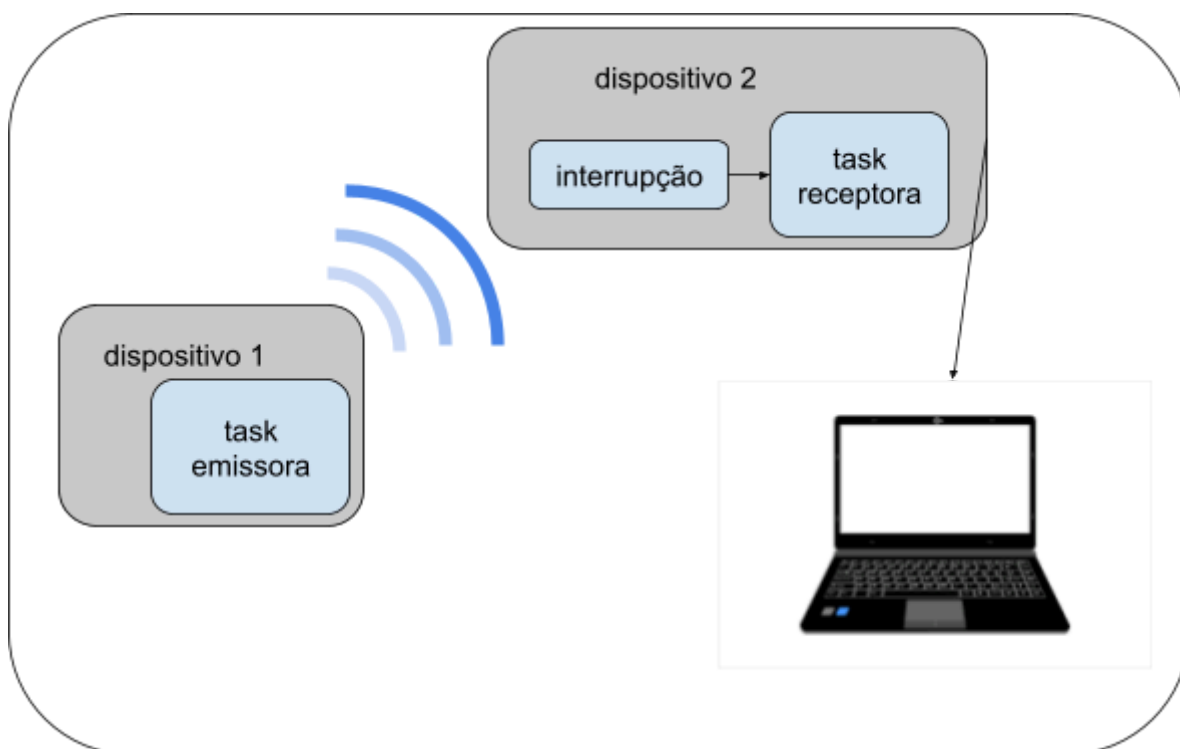 dispositivo 2
interrupção
task
receptora
dispositivo 1
task
emissora